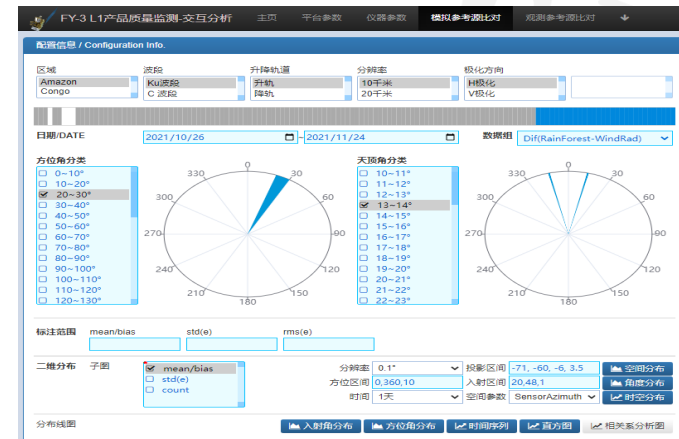 FY-3 L1产品质量监测-交互分析 主页 平台参数 仪器参数 模拟参考源比对 观测参考源比对
配置信息 / Configuration Info.
区域 波段 升降轨道 分辨率 极化方向
Amazon Ku波段 升轨 10千米 H极化
Congo C 波段 降轨 20千米 V极化
日期/DATE 2021/10/26 - 2021/11/24 数据组 Dif(RainForest-WindRad)
方位角分类 天顶角分类
0~10° 10~11°
10~20° 11~12°
20~30° 12~13°
30~40° 13~14°
40~50° 14~15°
50~60° 15~16°
60~70° 16~17°
70~80° 17~18°
80~90° 18~19°
90~100° 19~20°
100~110° 20~21°
110~120° 21~22°
120~130° 22~23°
0 30 60 90 120 150 180 210 240 270 300 330
0 30 60 90 120 150 180 210 240 270 300 330
标注范围 mean/bias std(e) rms(e)
二维分布 子图 mean/bias 分辨率 0.1° 投影区间 -71, -60, -6, 3.5 空间分布
std(e) 方位区间 0,360,10 入射区间 20,48,1 角度分布
count 时间 1天 空间参数 SensorAzimuth 时空分布
分布线图 入射角分布 方位角分布 时间序列 直方图 相关系分析图